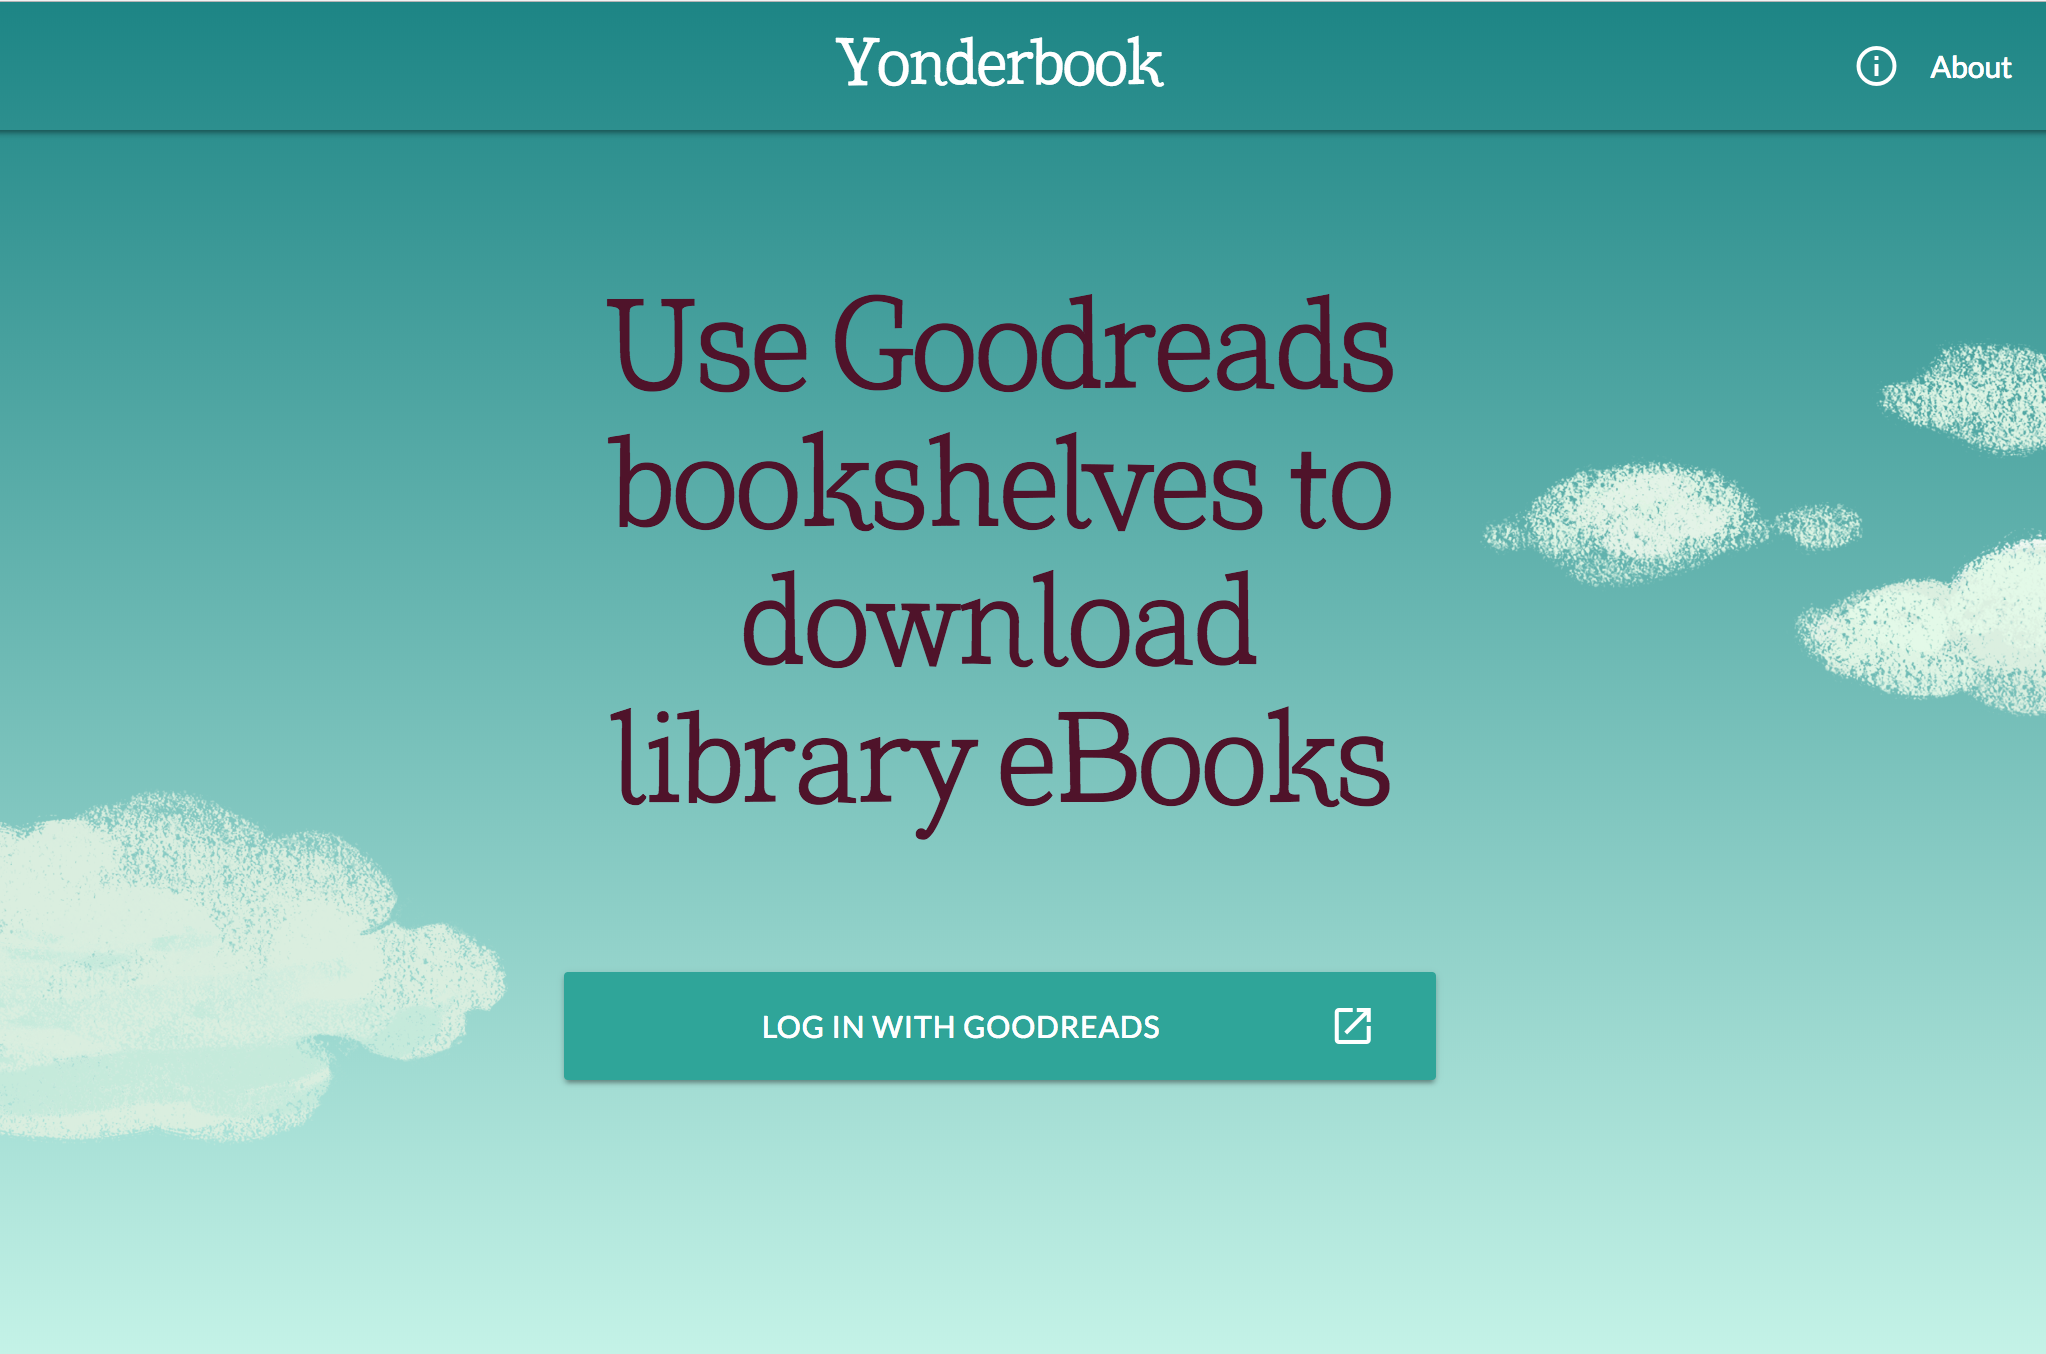 Yonderbook
About
Use Goodreads
bookshelves to
download
library eBooks
LOG IN WITH GOODREADS